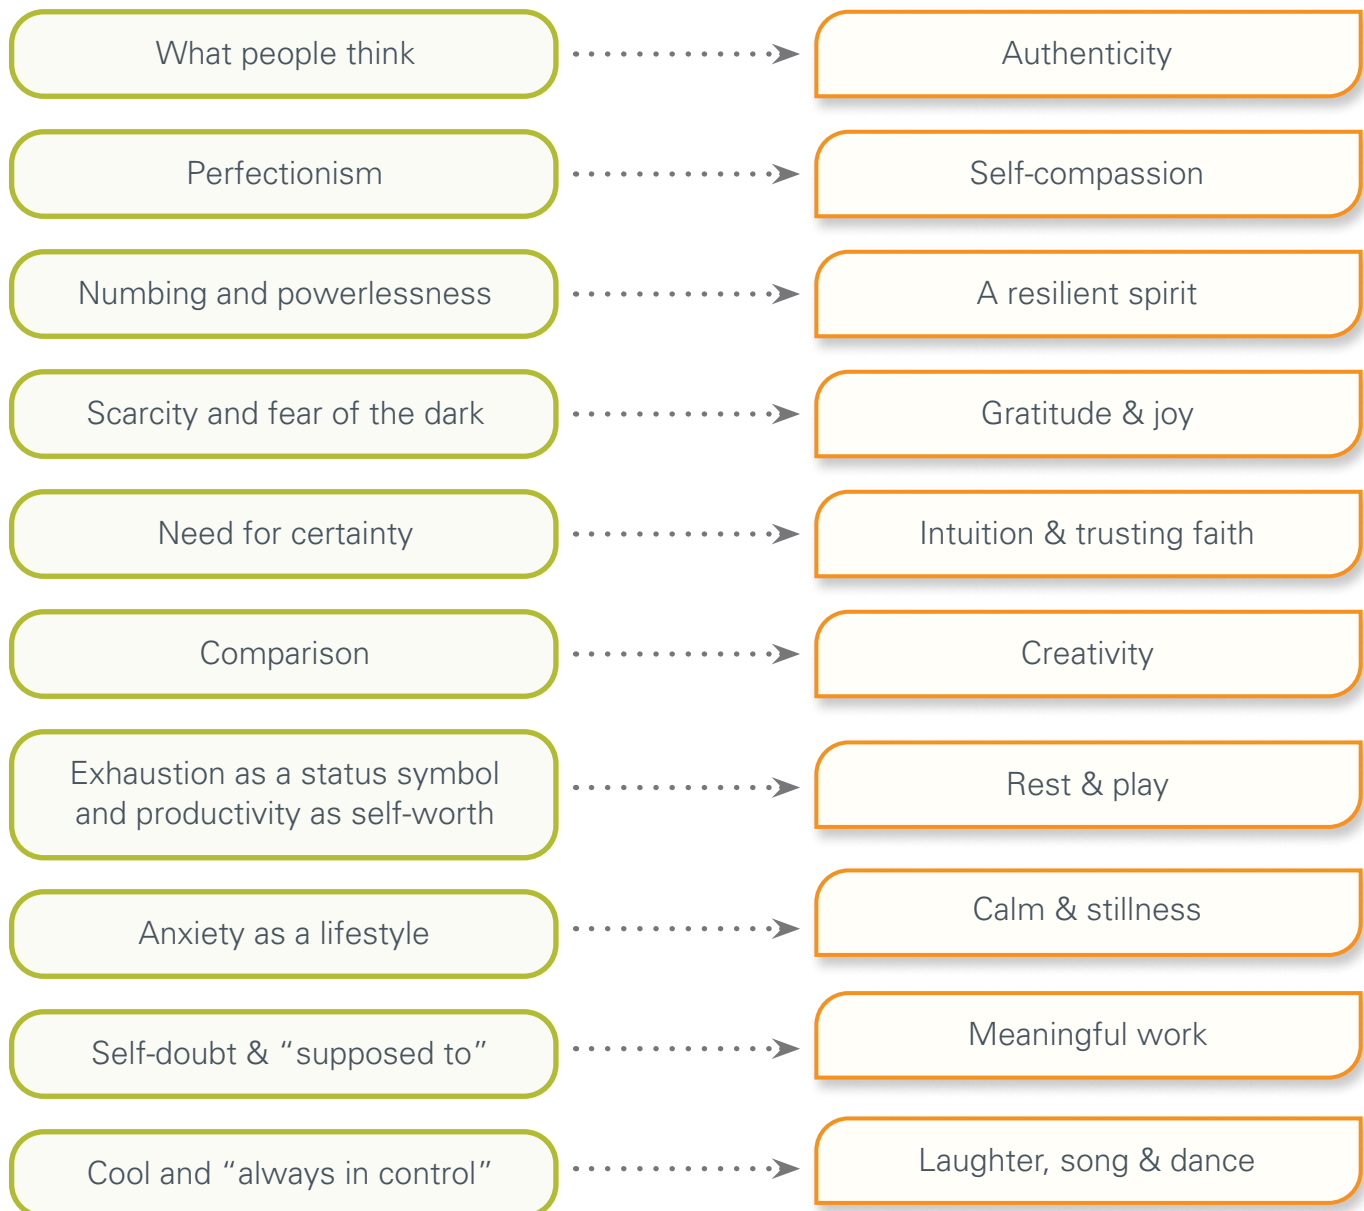 What people think
Authenticity
Perfectionism
Self-compassion
Numbing and powerlessness
A resilient spirit
Scarcity and fear of the dark
Gratitude & joy
Need for certainty
Intuition & trusting faith
Comparison
Creativity
Exhaustion as a status symbol
and productivity as self-worth
Rest & play
Anxiety as a lifestyle
Calm & stillness
Self-doubt & “supposed to”
Meaningful work
Cool and “always in control”
Laughter, song & dance